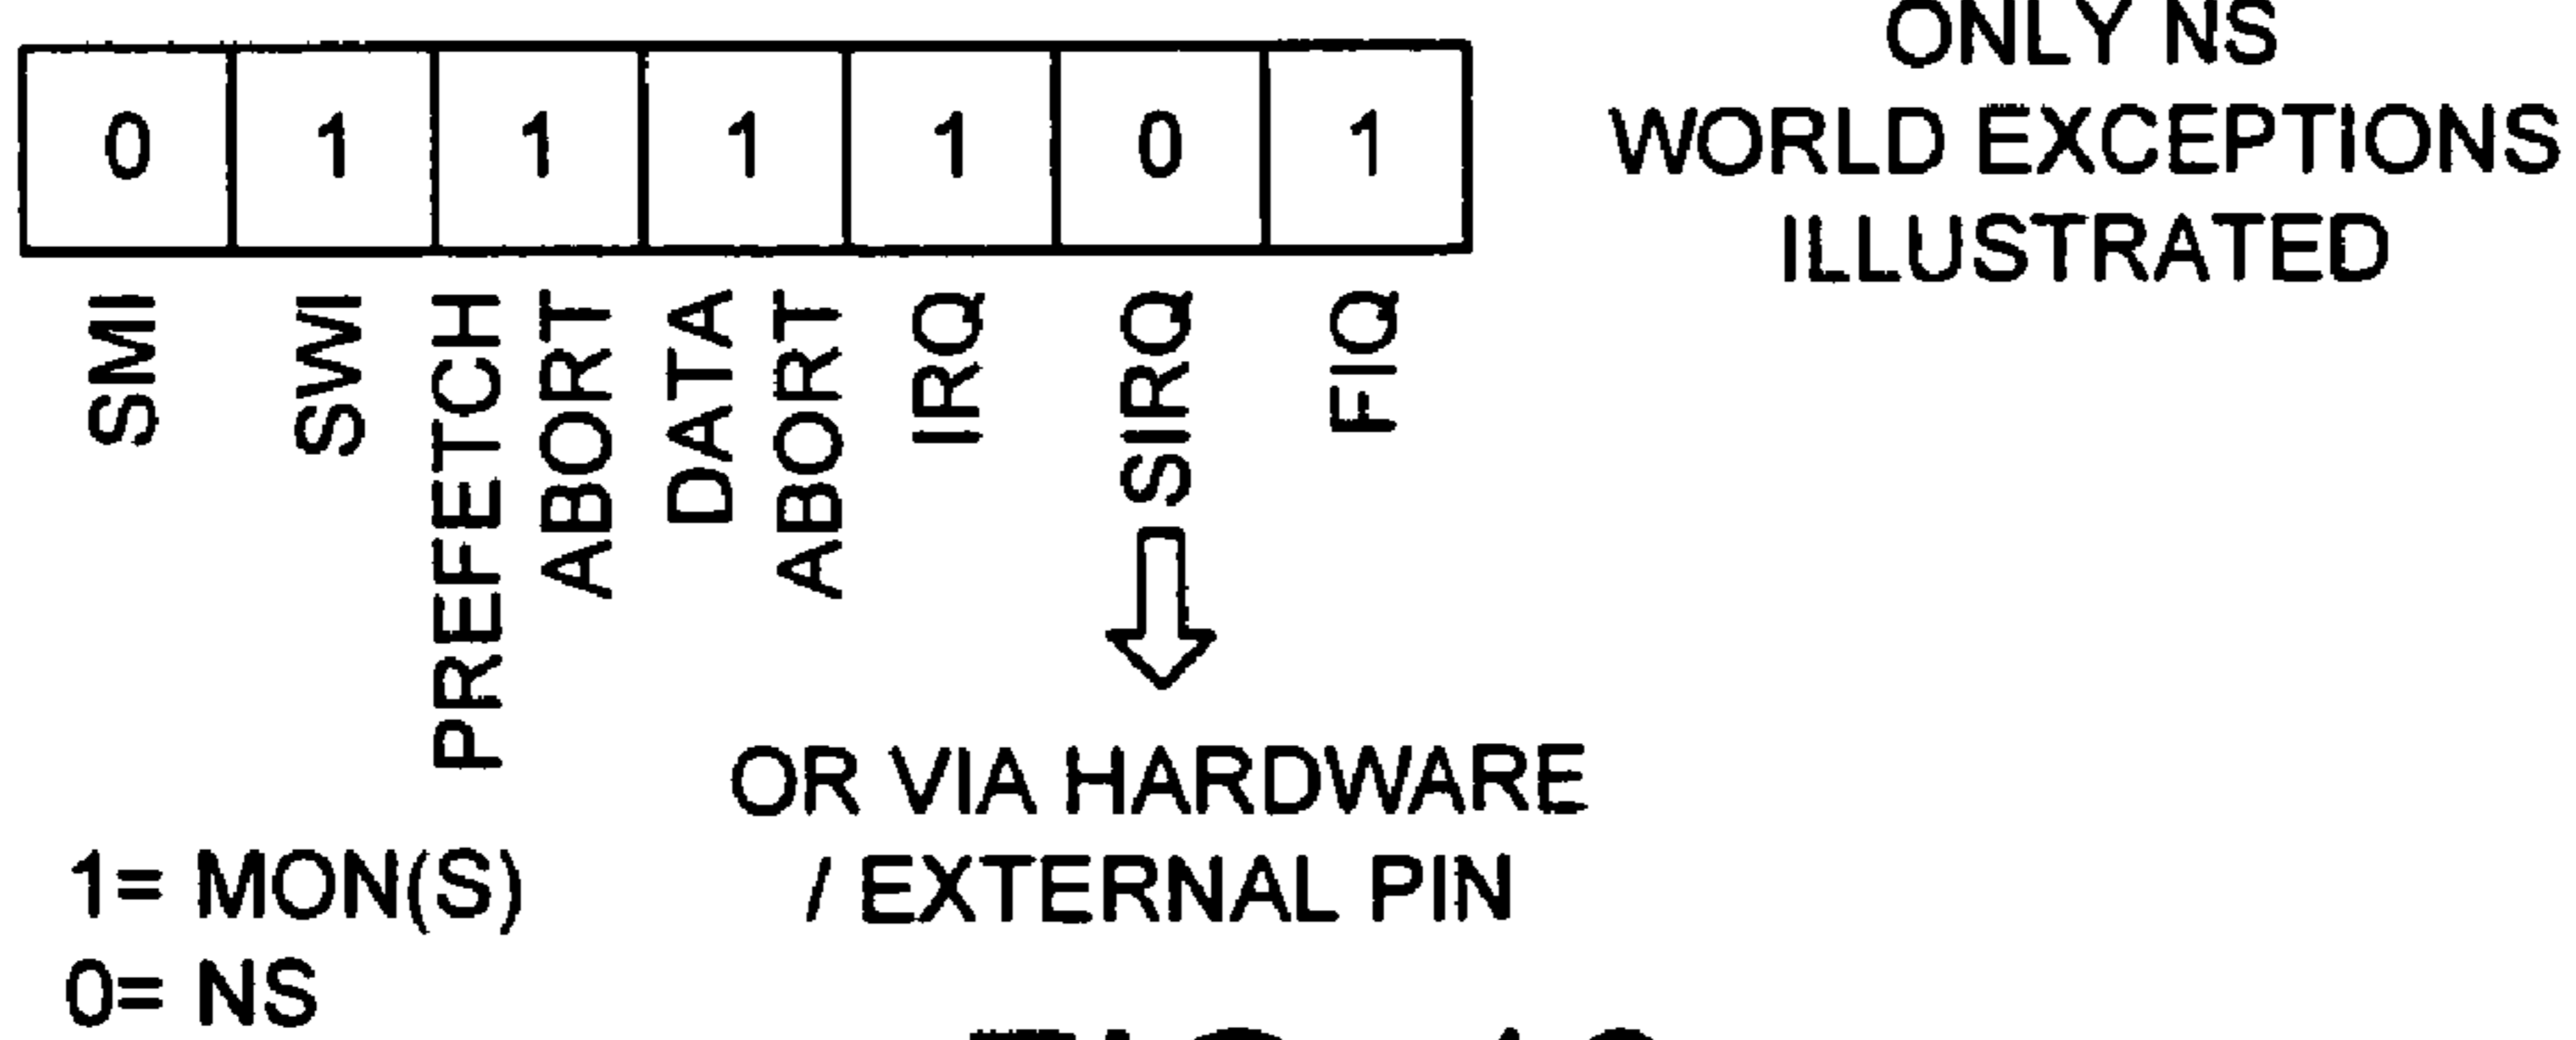 ONLY NS
WORLD EXCEPTIONS
ILLUSTRATED
0 1 1 1 1 0 1
SMI
SWI
PREFETCH
ABORT
DATA
ABORT
IRQ
SIRQ
FIQ
OR VIA HARDWARE
/ EXTERNAL PIN
1= MON(S)
0= NS